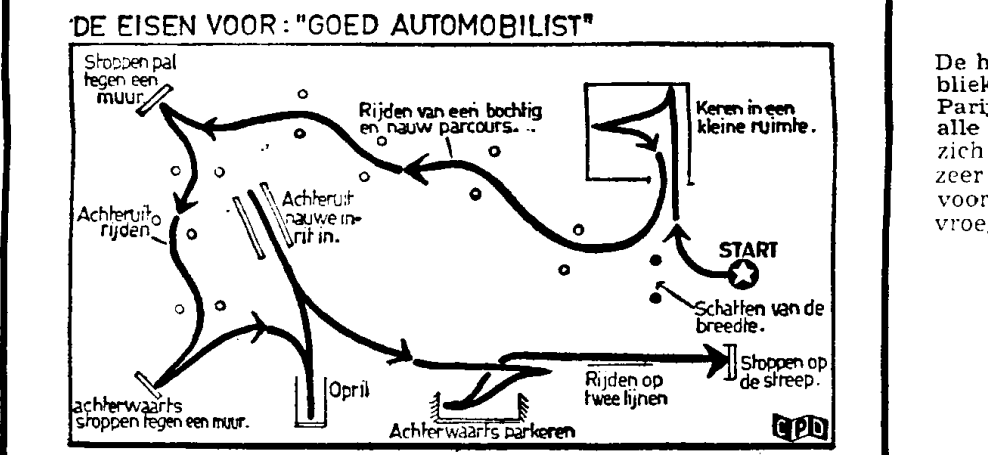 DE EISEN VOOR: "GOED AUTOMOBILIST"
Stoppen pal
tegen een
muur
Rijden van een bochtig
en nauw parcours...
Keren in een
kleine ruimte.
Achteruit
nauwe in-
rit in.
Achteruit
rijden
START
Schatten van de
breedte.
Stoppen op
de streep.
Rijden op
twee lijnen
Opril
achterwaarts
stoppen tegen een muur.
Achterwaarts parkeren
CPD
De h
bliek
Parij
alle
zich
zeer
voor
vroeg